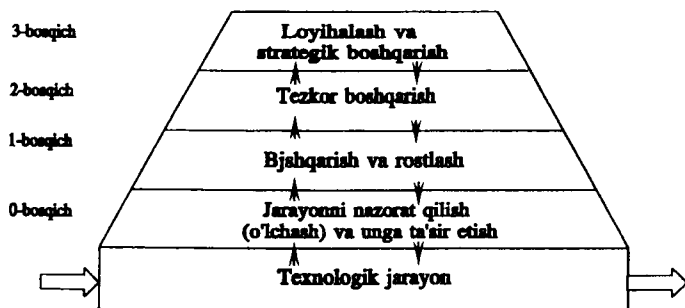 3-bosqich
Loyihalash va
strategik boshqarish
2-bosqich
Tezkor boshqarish
1-bosqich
Bjshqarish va rostlash
0-bosqich
Jarayonni nazorat qilish
(o'lchash) va unga ta'sir etish
Texnologik jarayon